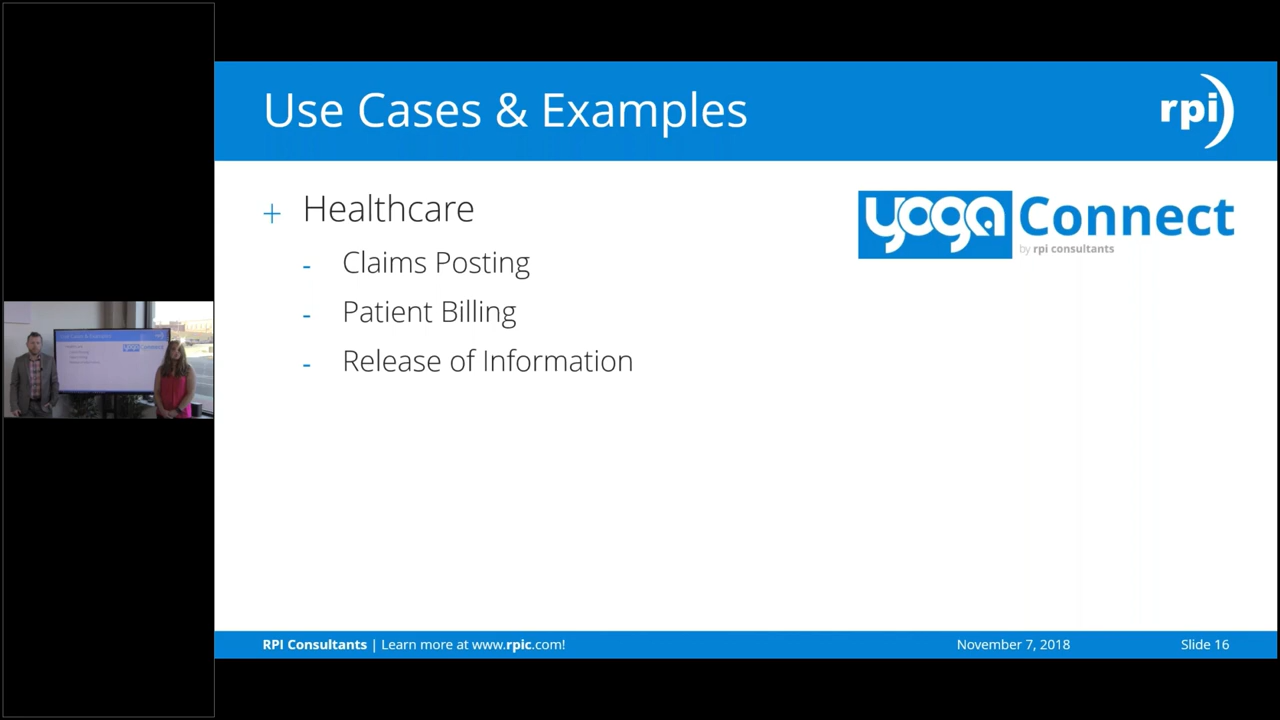 Use Cases & Examples
rpi
+ Healthcare
yoga Connect
by rpi consultants
- Claims Posting
- Patient Billing
- Release of Information
RPI Consultants | Learn more at www.rpic.com!
November 7, 2018
Slide 16